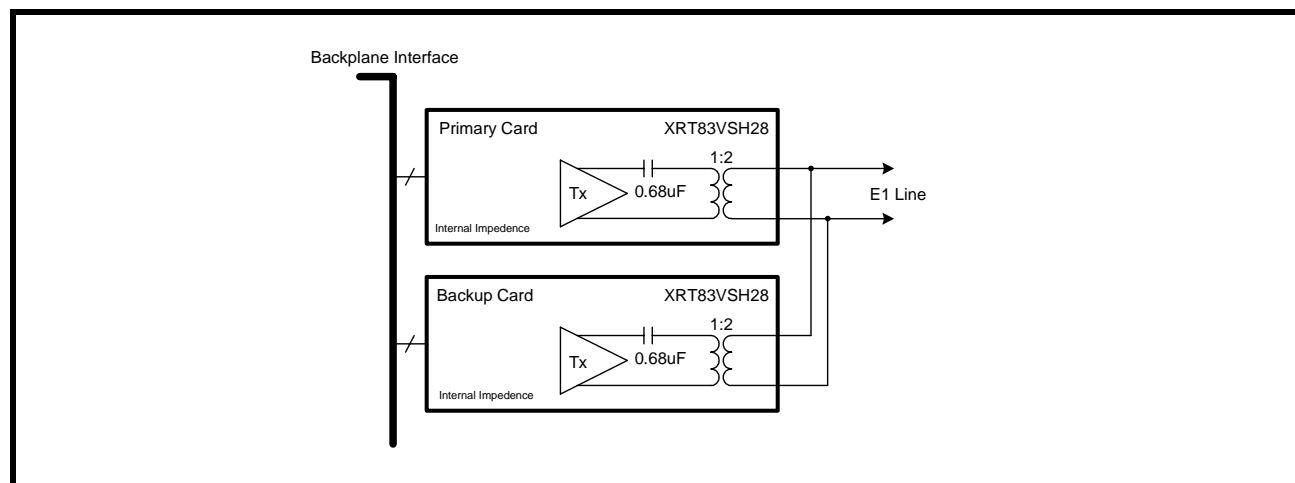 Backplane Interface
Primary Card XRT83VSH28
1:2
Tx 0.68uF
E1 Line
Internal Impedence
Backup Card XRT83VSH28
1:2
Tx 0.68uF
Internal Impedence